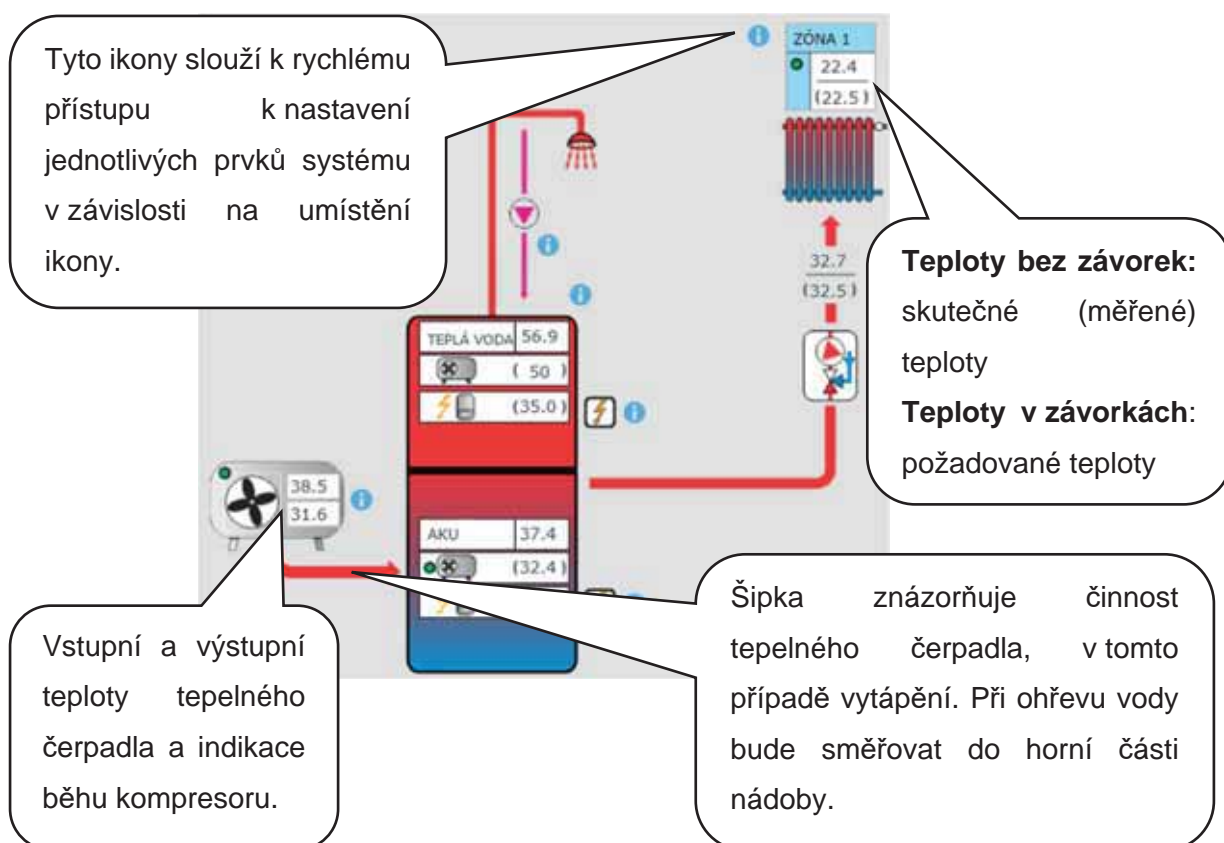 Tyto ikony slouží k rychlému
přístupu k nastavení
jednotlivých prvků systému
v závislosti na umístění
ikony.
ZÓNA 1
22.4
(22.5)
32.7
(32.5)
Teploty bez závorek:
skutečné (měřené)
teploty
Teploty v závorkách:
požadované teploty
TEPLÁ VODA 56.9
( 50 )
(35.0)
38.5
31.6
AKU 37.4
(32.4)
Vstupní a výstupní
teploty tepelného
čerpadla a indikace
běhu kompresoru.
Šipka znázorňuje činnost
tepelného čerpadla, v tomto
případě vytápění. Při ohřevu vody
bude směřovat do horní části
nádoby.